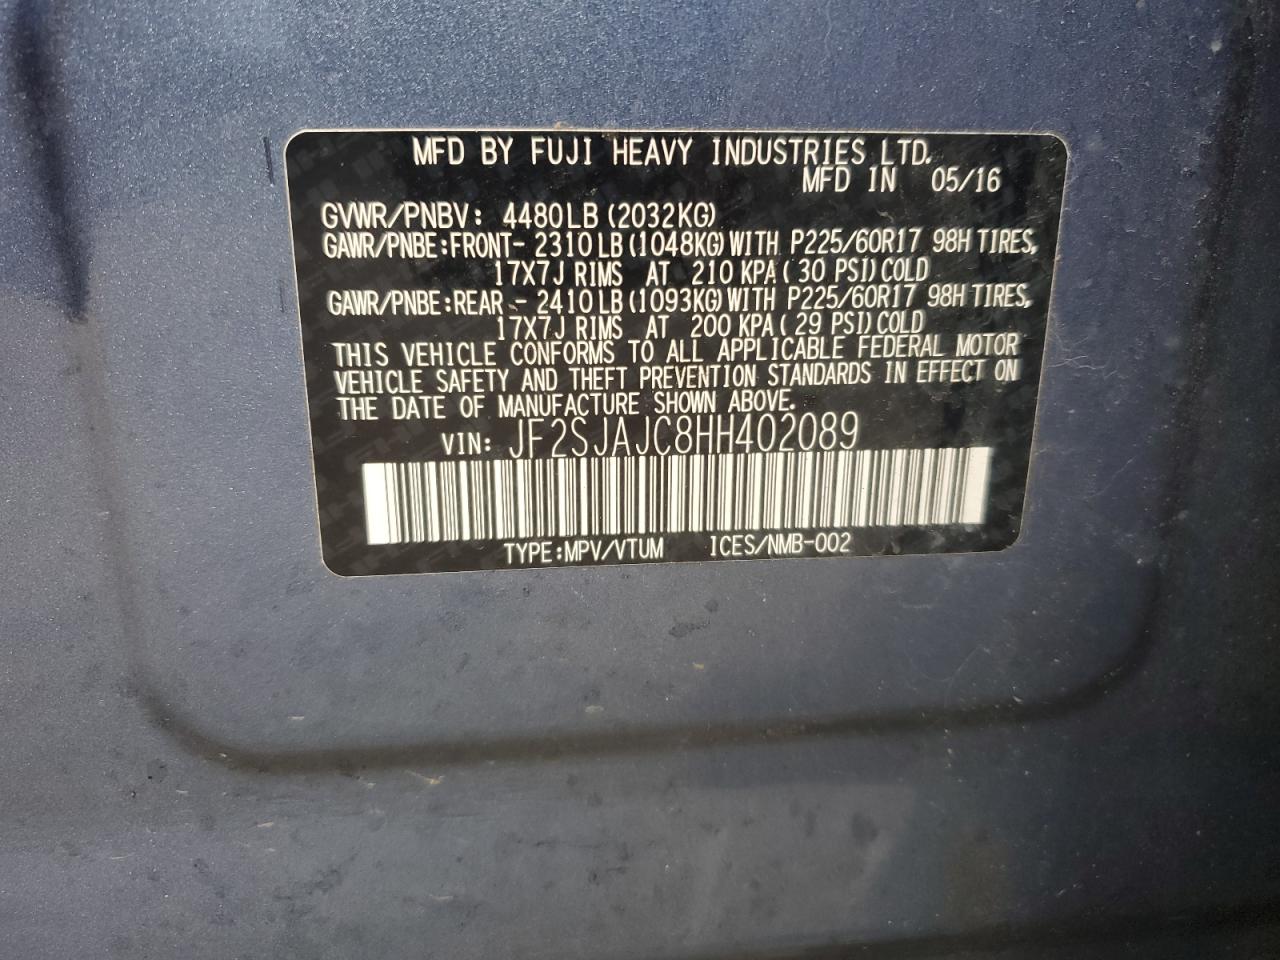 MFD BY FUJI HEAVY INDUSTRIES LTD.
MFD IN 05/16
GVWR/PNBV: 4480LB (2032KG)
GAWR/PNBE:FRONT- 2310LB(1048KG)WITH P225/60R17 98H TIRES,
17X7J RIMS AT 210 KPA( 30 PSI)COLD
GAWR/PNBE:REAR - 2410LB(1093KG)WITH P225/60R17 98H TIRES,
17X7J RIMS AT 200 KPA( 29 PSI)COLD
THIS VEHICLE CONFORMS TO ALL APPLICABLE FEDERAL MOTOR
VEHICLE SAFETY AND THEFT PREVENTION STANDARDS IN EFFECT ON
THE DATE OF MANUFACTURE SHOWN ABOVE.
VIN: JF2SJAJC8HH402089
TYPE:MPV/VTUM ICES/NMB-002